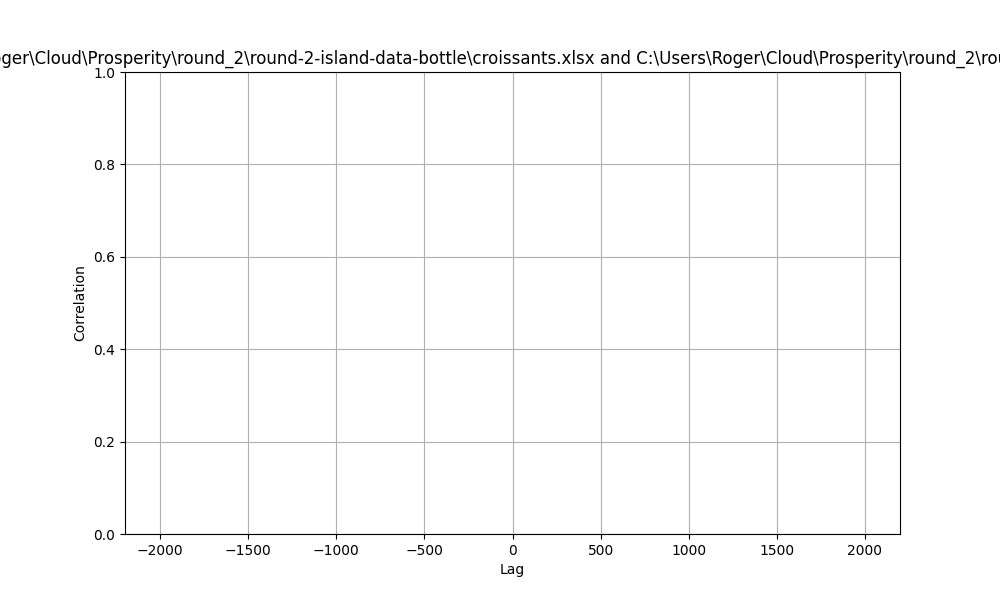 ger\Cloud\Prosperity\round_2\round-2-island-data-bottle\croissants.xlsx and C:\Users\Roger\Cloud\Prosperity\round_2\rou
1.0
0.8
0.6
0.4
0.2
0.0
Correlation
−2000 −1500 −1000 −500 0 500 1000 1500 2000
Lag